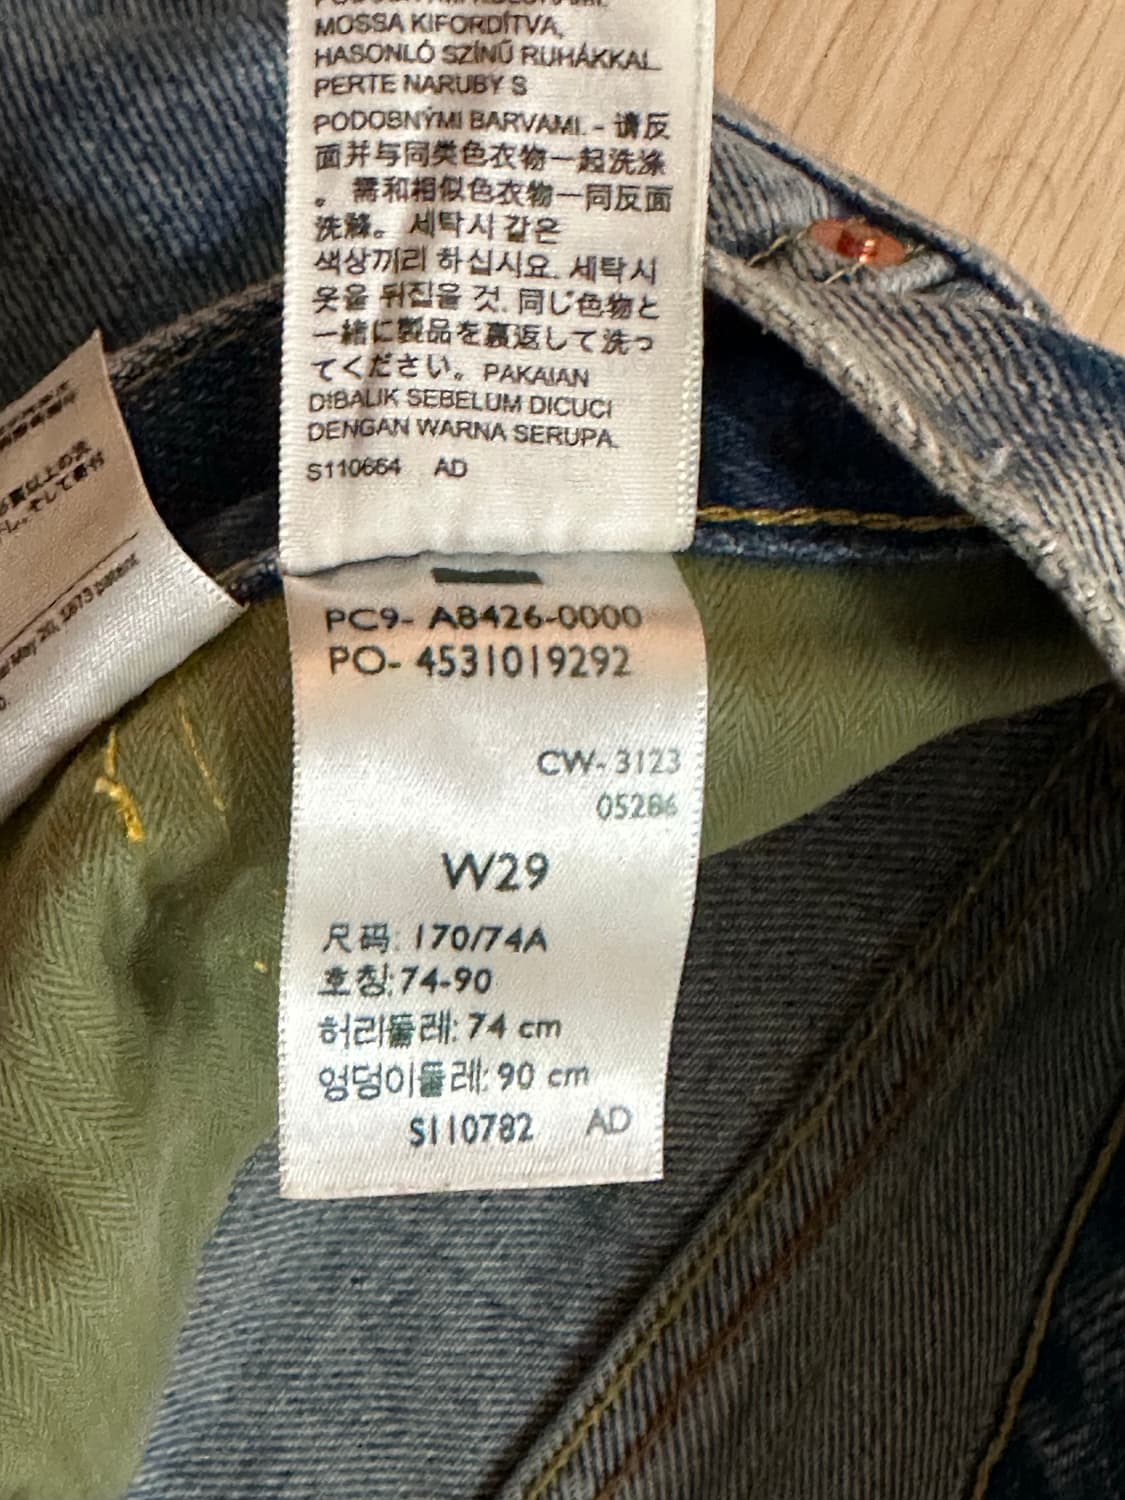 MOSSA KIFORDÍTVA,
HASONLÓ SZÍNŰ RUHÁKKAL.
PERTE NARUBY S
PODOBNÝMI BARVAMI. - 请反
面并与同类色衣物一起洗涤
。需和相似色衣物一同反面
洗滌。 세탁시 같은
색상끼리 하십시요. 세탁시
옷을 뒤집을 것. 同じ色物と
一緒に製品を裏返して洗っ
てください。 PAKAIAN
DIBALIK SEBELUM DICUCI
DENGAN WARNA SERUPA.
S110664 AD
May 20, 1873 patent
PC9- A8426-0000
PO- 4531019292
CW- 3123
05286
W29
尺码: 170/74A
호칭:74-90
허리둘레: 74 cm
엉덩이둘레: 90 cm
S110782 AD